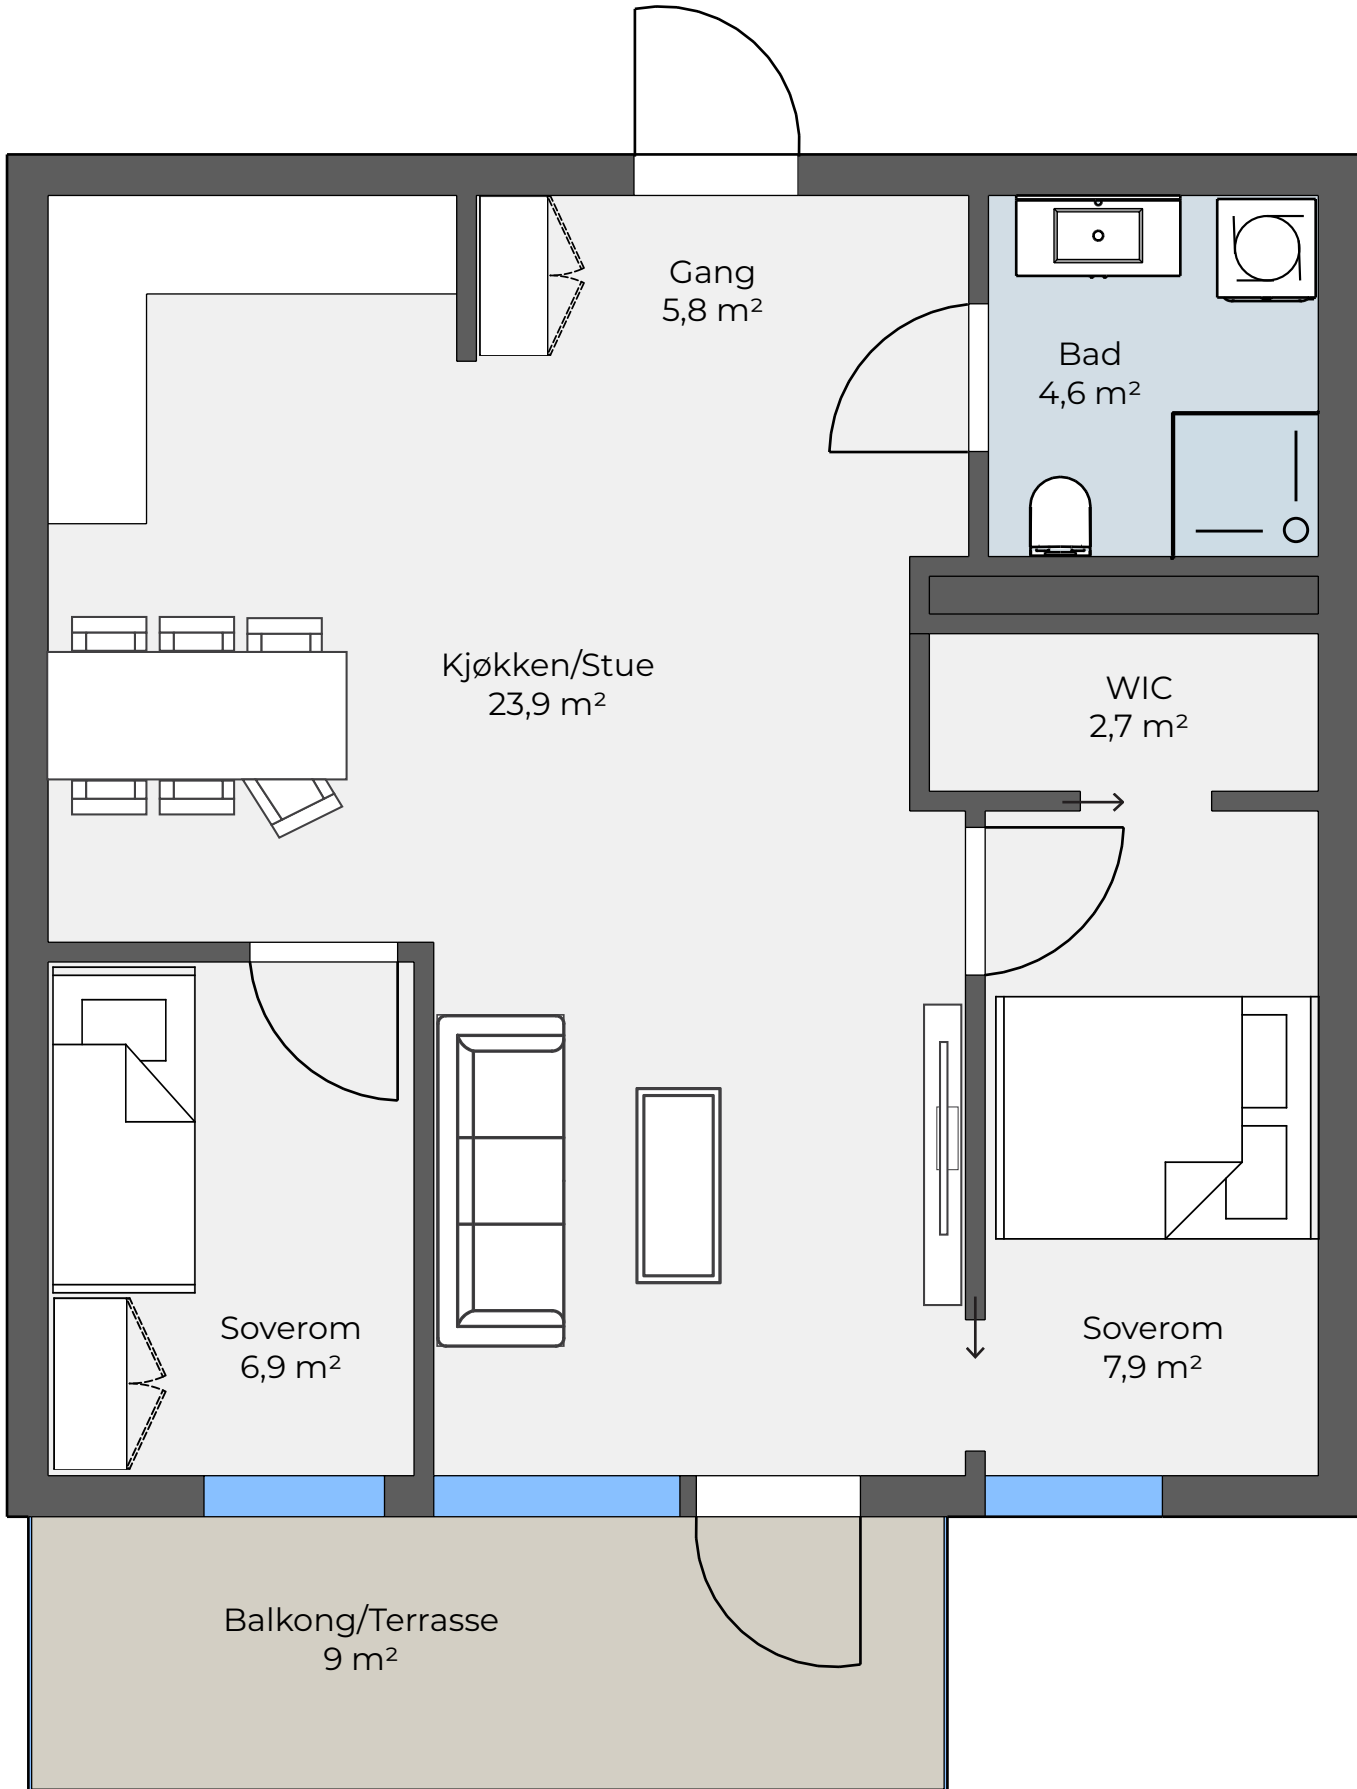 Gang
5,8 m²
Bad
4,6 m²
Kjøkken/Stue
23,9 m²
WIC
2,7 m²
Soverom
6,9 m²
Soverom
7,9 m²
Balkong/Terrasse
9 m²